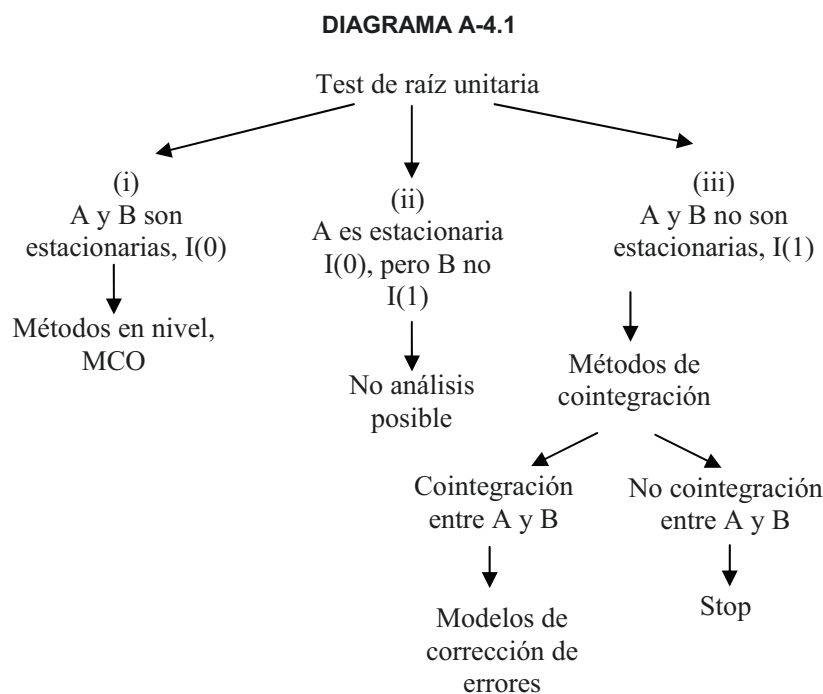 DIAGRAMA A-4.1
Test de raíz unitaria
(i)
A y B son
estacionarias, I(0)
Métodos en nivel,
MCO
(ii)
A es estacionaria
I(0), pero B no
I(1)
No análisis
posible
(iii)
A y B no son
estacionarias, I(1)
Métodos de
cointegración
Cointegración
entre A y B
Modelos de
corrección de
errores
No cointegración
entre A y B
Stop